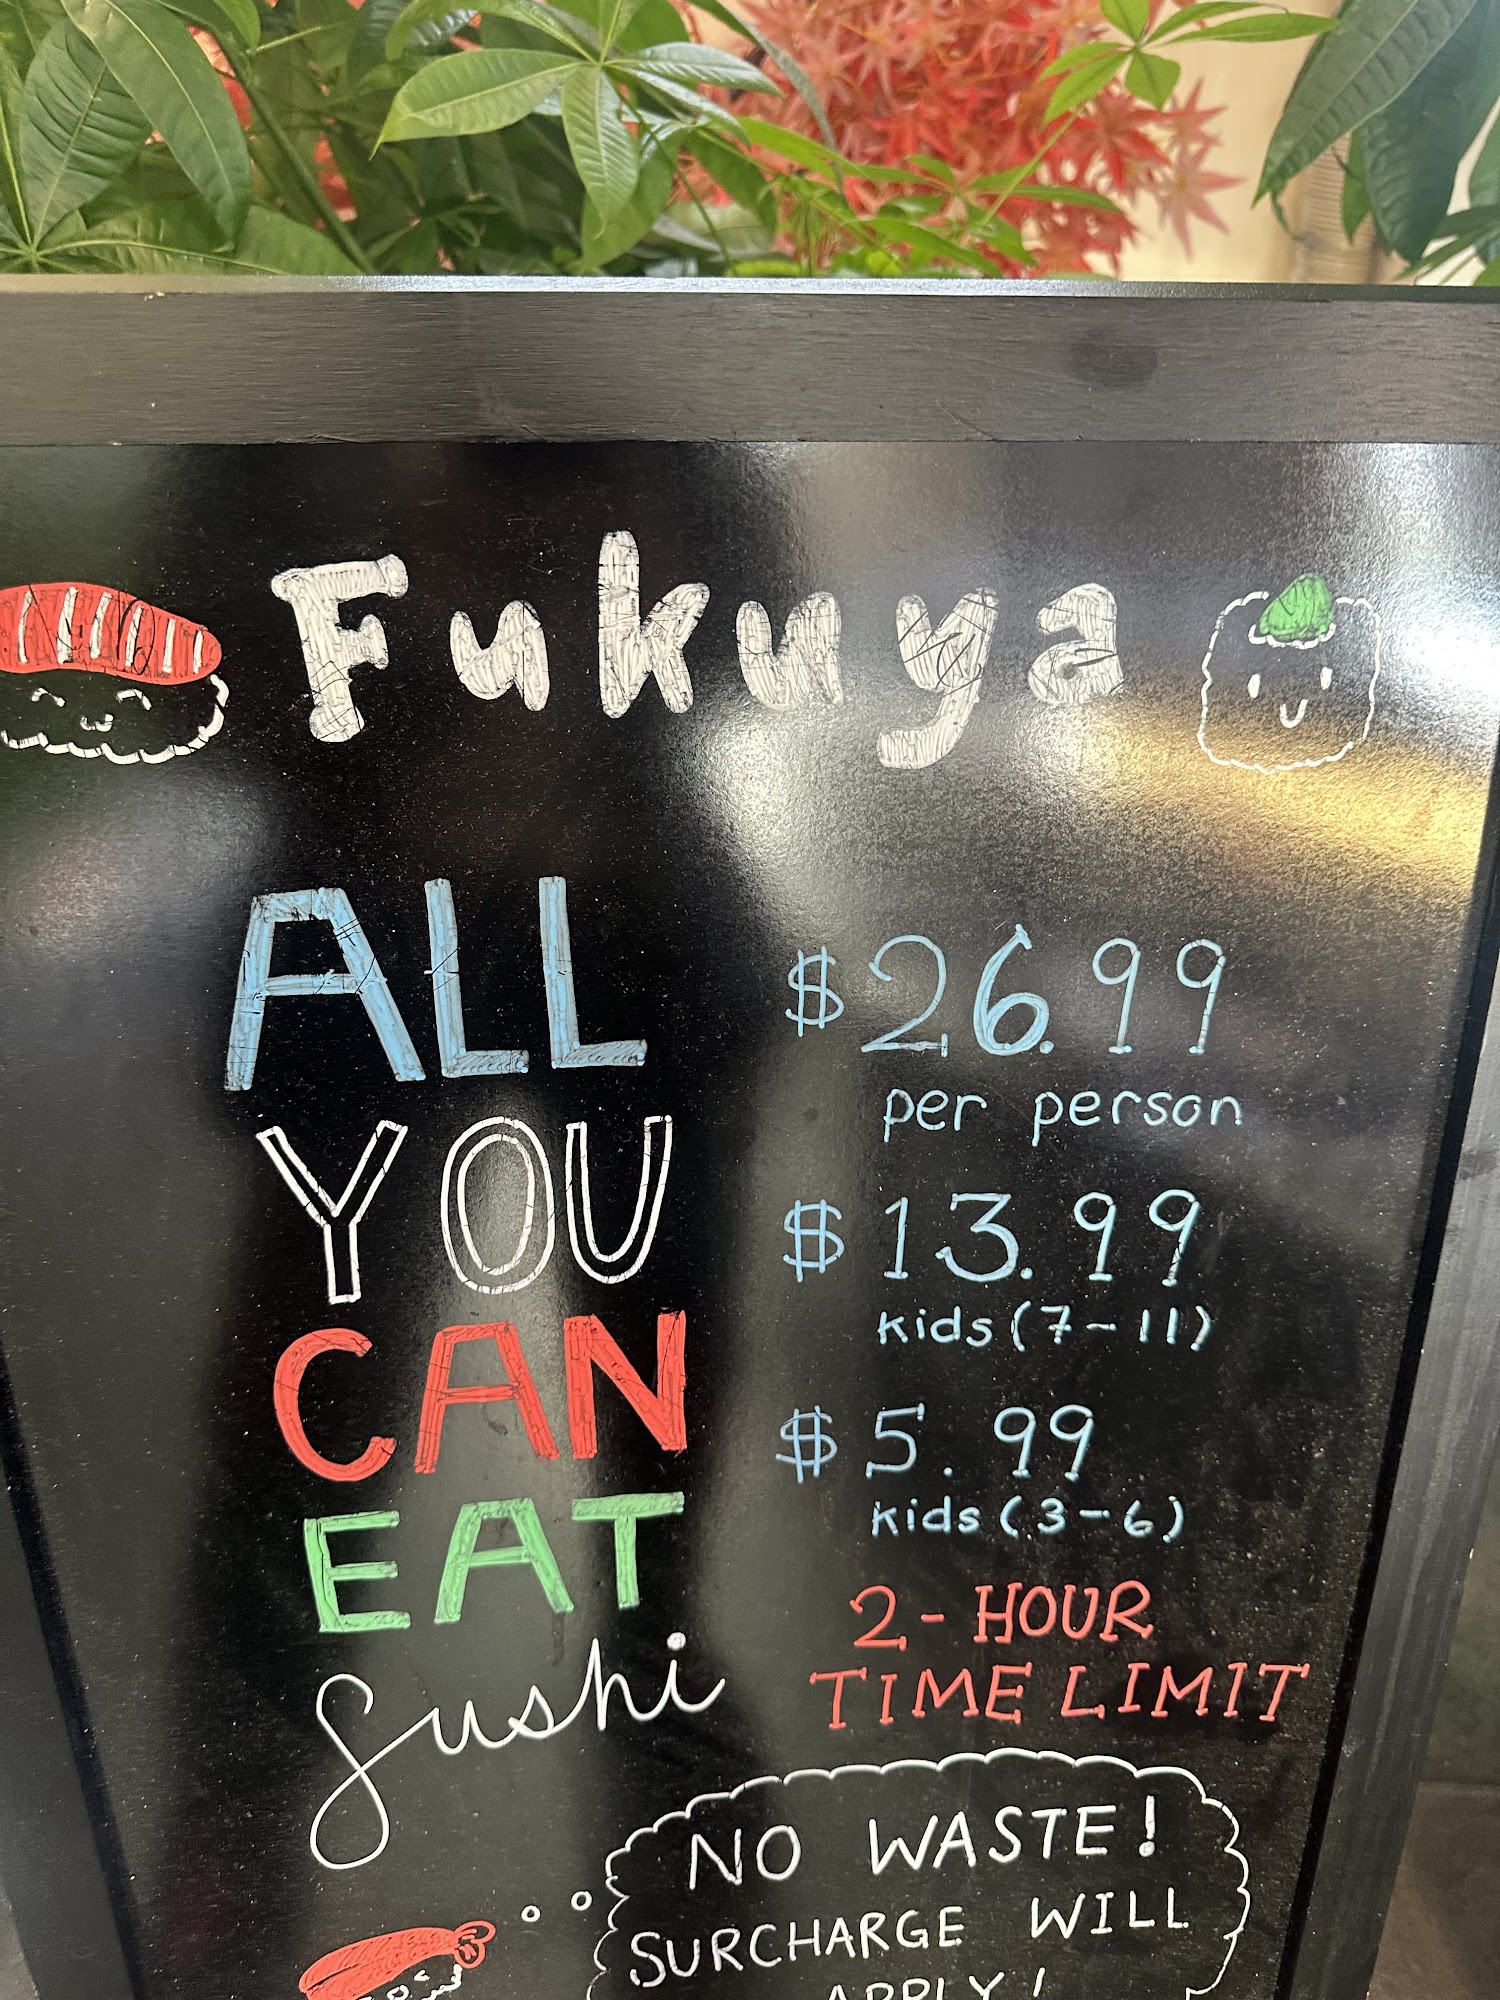 Fukuya
ALL
YOU
CAN
EAT
Sushi
$26.99
per person
$13.99
kids (7-11)
$5.99
kids (3-6)
2-HOUR
TIME LIMIT
NO WASTE!
SURCHARGE WILL
APPLY!